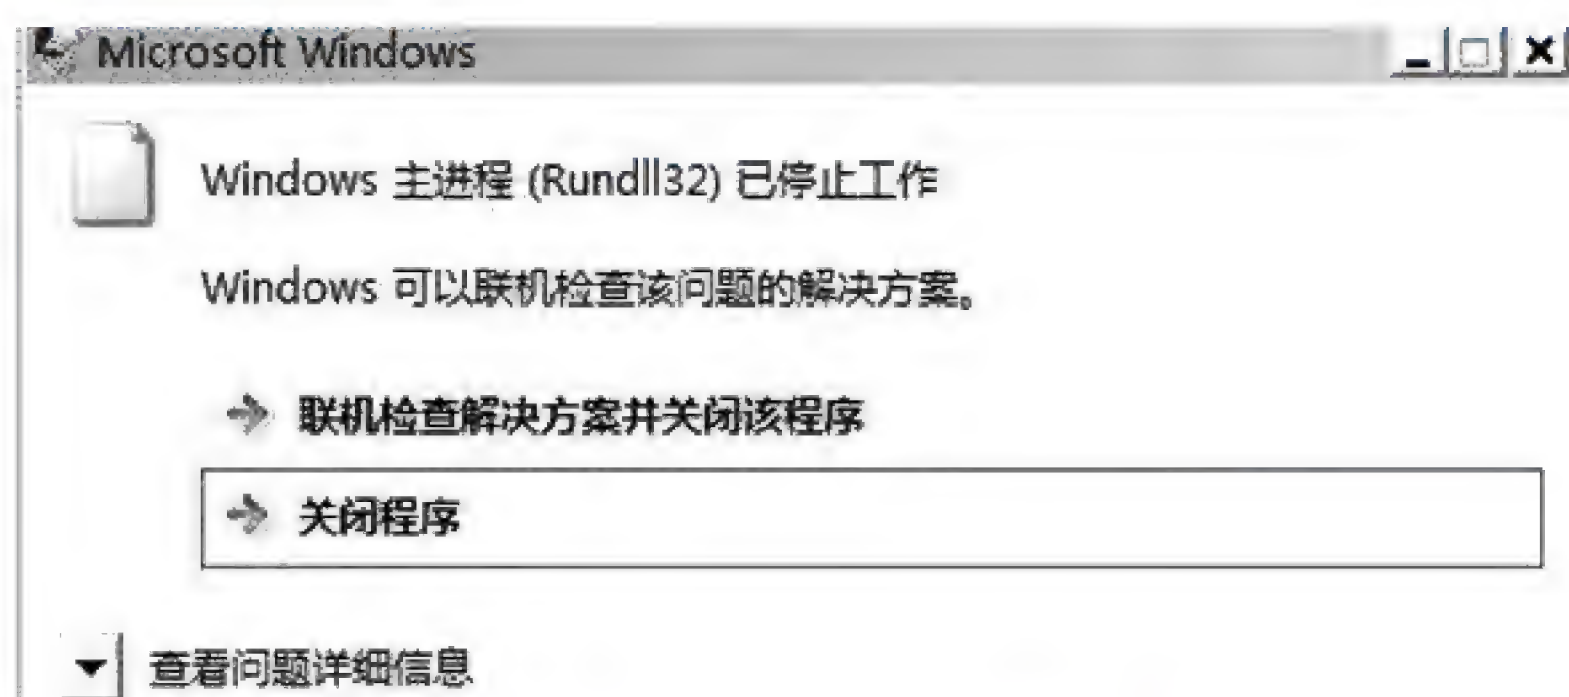 Microsoft Windows
Windows 主进程 (Rundll32) 已停止工作
Windows 可以联机检查该问题的解决方案。
联机检查解决方案并关闭该程序
关闭程序
查看问题详细信息